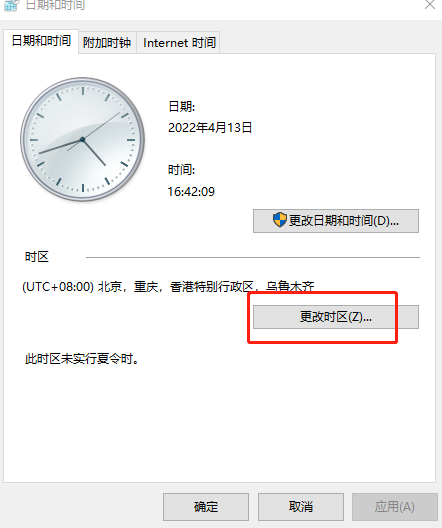 日期和时间
日期和时间 附加时钟 Internet 时间
日期:
2022年4月13日
时间:
16:42:09
更改日期和时间(D)...
时区
(UTC+08:00) 北京，重庆，香港特别行政区，乌鲁木齐
更改时区(Z)...
此时区未实行夏令时。
确定 取消 应用(A)